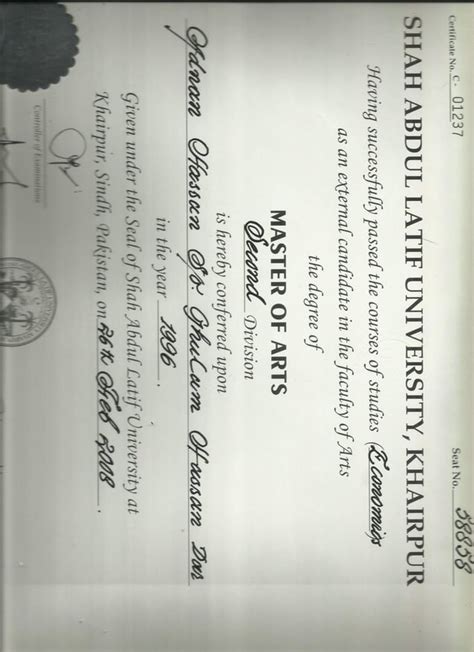 Certificate No. C. 01237
Seat No. 58858
SHAH ABDUL LATIF UNIVERSITY, KHAIRPUR
Having successfully passed the courses of studies (Economics
as an external candidate in the faculty of Arts
the degree of
MASTER OF ARTS
Second Division
is hereby conferred upon
Adnan Hassan S/o Ghulam Hassan Dar
in the year 1996.
Given under the Seal of Shah Abdul Latif University at
Khairpur, Sindh, Pakistan, on 26th Feb 2008.
Controller of Examinations